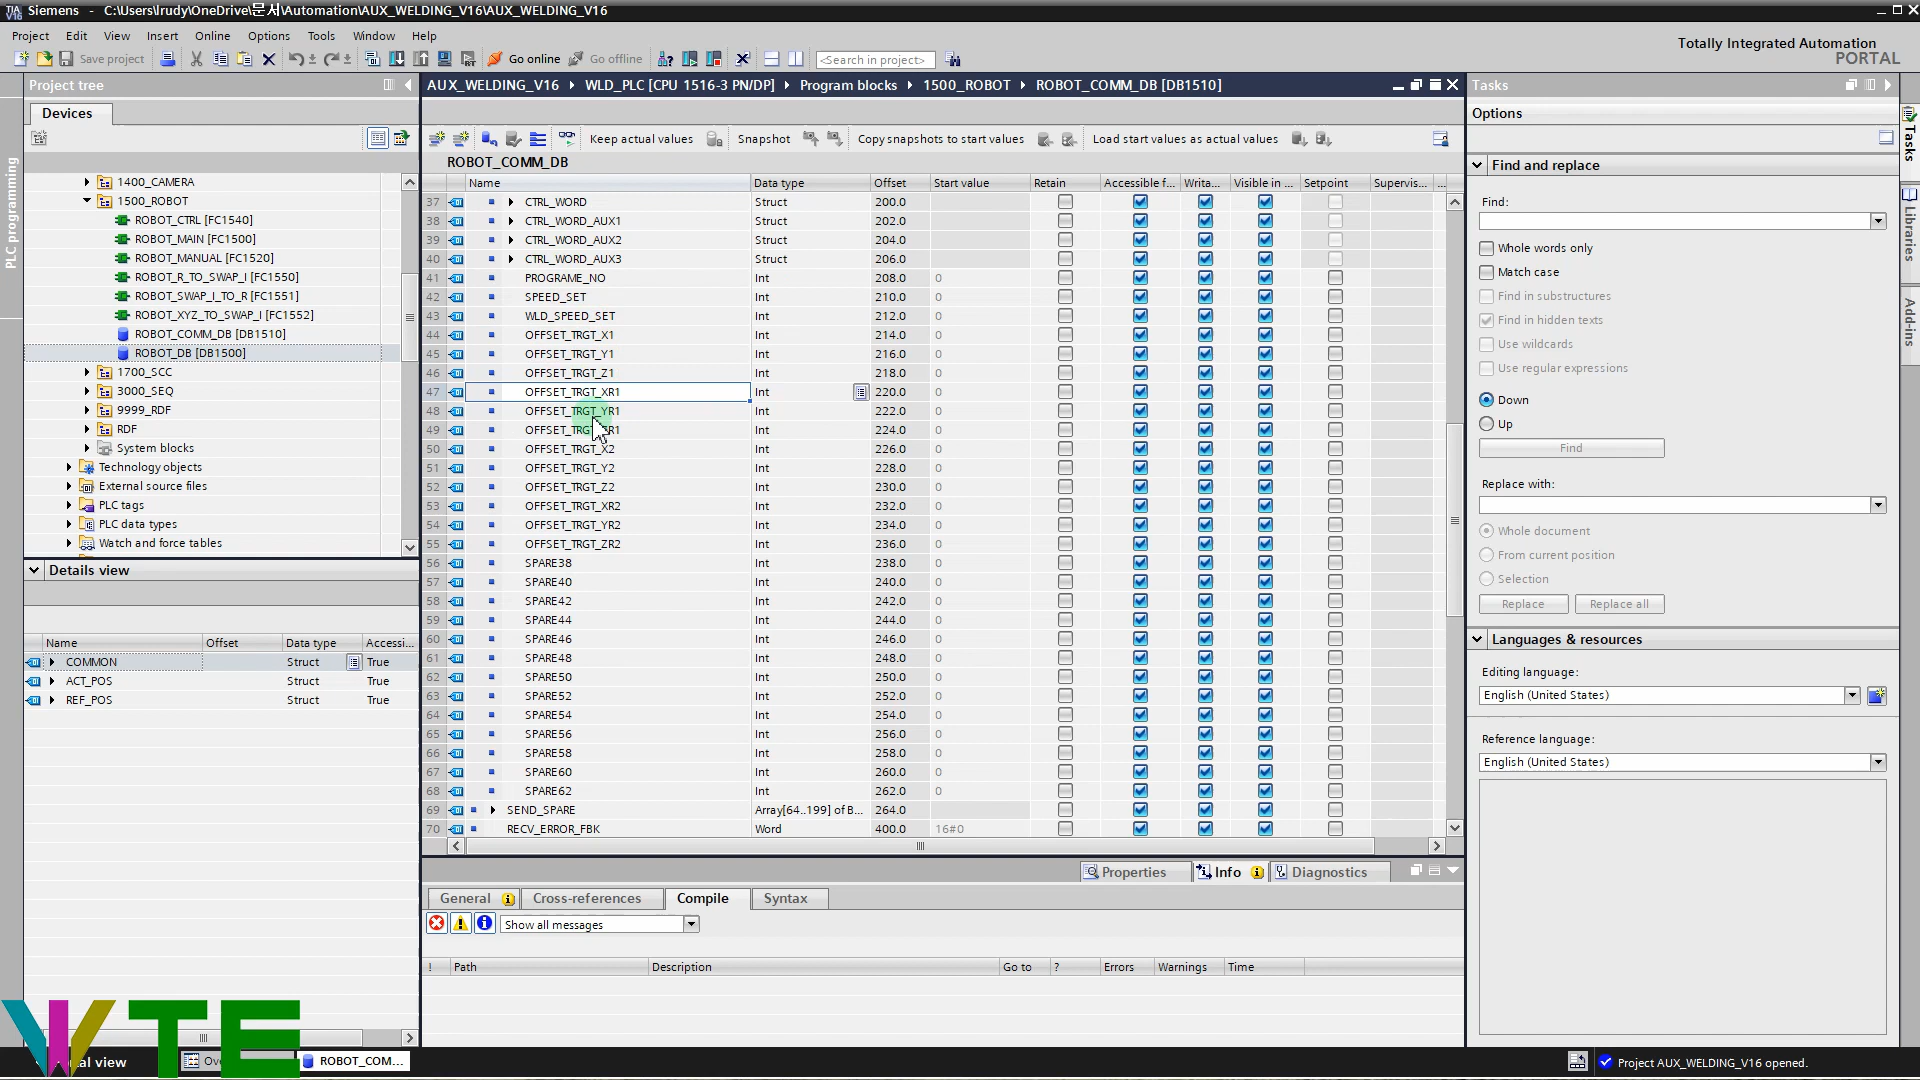 Siemens - C:\Users\lrudy\OneDrive\문서\Automation\AUX_WELDING_V16\AUX_WELDING_V16
Project Edit View Insert Online Options Tools Window Help
Totally Integrated Automation
PORTAL
Save project Go online Go offline <Search in project>
Project tree
AUX_WELDING_V16 WLD_PLC [CPU 1516-3 PN/DP] Program blocks 1500_ROBOT ROBOT_COMM_DB [DB1510]
Tasks
Devices
Options
Keep actual values Snapshot Copy snapshots to start values Load start values as actual values
ROBOT_COMM_DB
Name Data type Offset Start value Retain Accessible f... Writa... Visible in ... Setpoint Supervis... ...
37 CTRL_WORD Struct 200.0
38 CTRL_WORD_AUX1 Struct 202.0
39 CTRL_WORD_AUX2 Struct 204.0
40 CTRL_WORD_AUX3 Struct 206.0
41 PROGRAME_NO Int 208.0 0
42 SPEED_SET Int 210.0 0
43 WLD_SPEED_SET Int 212.0 0
44 OFFSET_TRGT_X1 Int 214.0 0
45 OFFSET_TRGT_Y1 Int 216.0 0
46 OFFSET_TRGT_Z1 Int 218.0 0
47 OFFSET_TRGT_XR1 Int 220.0 0
48 OFFSET_TRGT_YR1 Int 222.0 0
49 Int 224.0 0
50 OFFSET_TRGT_X2 Int 226.0 0
51 OFFSET_TRGT_Y2 Int 228.0 0
52 OFFSET_TRGT_Z2 Int 230.0 0
53 OFFSET_TRGT_XR2 Int 232.0 0
54 OFFSET_TRGT_YR2 Int 234.0 0
55 OFFSET_TRGT_ZR2 Int 236.0 0
56 SPARE38 Int 238.0 0
57 SPARE40 Int 240.0 0
58 SPARE42 Int 242.0 0
59 SPARE44 Int 244.0 0
60 SPARE46 Int 246.0 0
61 SPARE48 Int 248.0 0
62 SPARE50 Int 250.0 0
63 SPARE52 Int 252.0 0
64 SPARE54 Int 254.0 0
65 SPARE56 Int 256.0 0
66 SPARE58 Int 258.0 0
67 SPARE60 Int 260.0 0
68 SPARE62 Int 262.0 0
69 SEND_SPARE Array[64..199] of B... 264.0
70 RECV_ERROR_FBK Word 400.0 16#0
PLC programming
1400_CAMERA
1500_ROBOT
ROBOT_CTRL [FC1540]
ROBOT_MAIN [FC1500]
ROBOT_MANUAL [FC1520]
ROBOT_R_TO_SWAP_I [FC1550]
ROBOT_SWAP_I_TO_R [FC1551]
ROBOT_XYZ_TO_SWAP_I [FC1552]
ROBOT_COMM_DB [DB1510]
ROBOT_DB [DB1500]
1700_SCC
3000_SEQ
9999_RDF
RDF
System blocks
Technology objects
External source files
PLC tags
PLC data types
Watch and force tables
Details view
Name Offset Data type Accessi...
COMMON Struct True
ACT_POS Struct True
REF_POS Struct True
Find and replace
Find:
Whole words only
Match case
Find in substructures
Find in hidden texts
Use wildcards
Use regular expressions
Down
Up
Find
Replace with:
Whole document
From current position
Selection
Replace Replace all
Languages & resources
Editing language:
English (United States)
Reference language:
English (United States)
Tasks
Libraries
Add-ins
Properties Info Diagnostics
General Cross-references Compile Syntax
Show all messages
! Path Description Go to ? Errors Warnings Time
VTE
view ROBOT_COM...
Project AUX_WELDING_V16 opened.